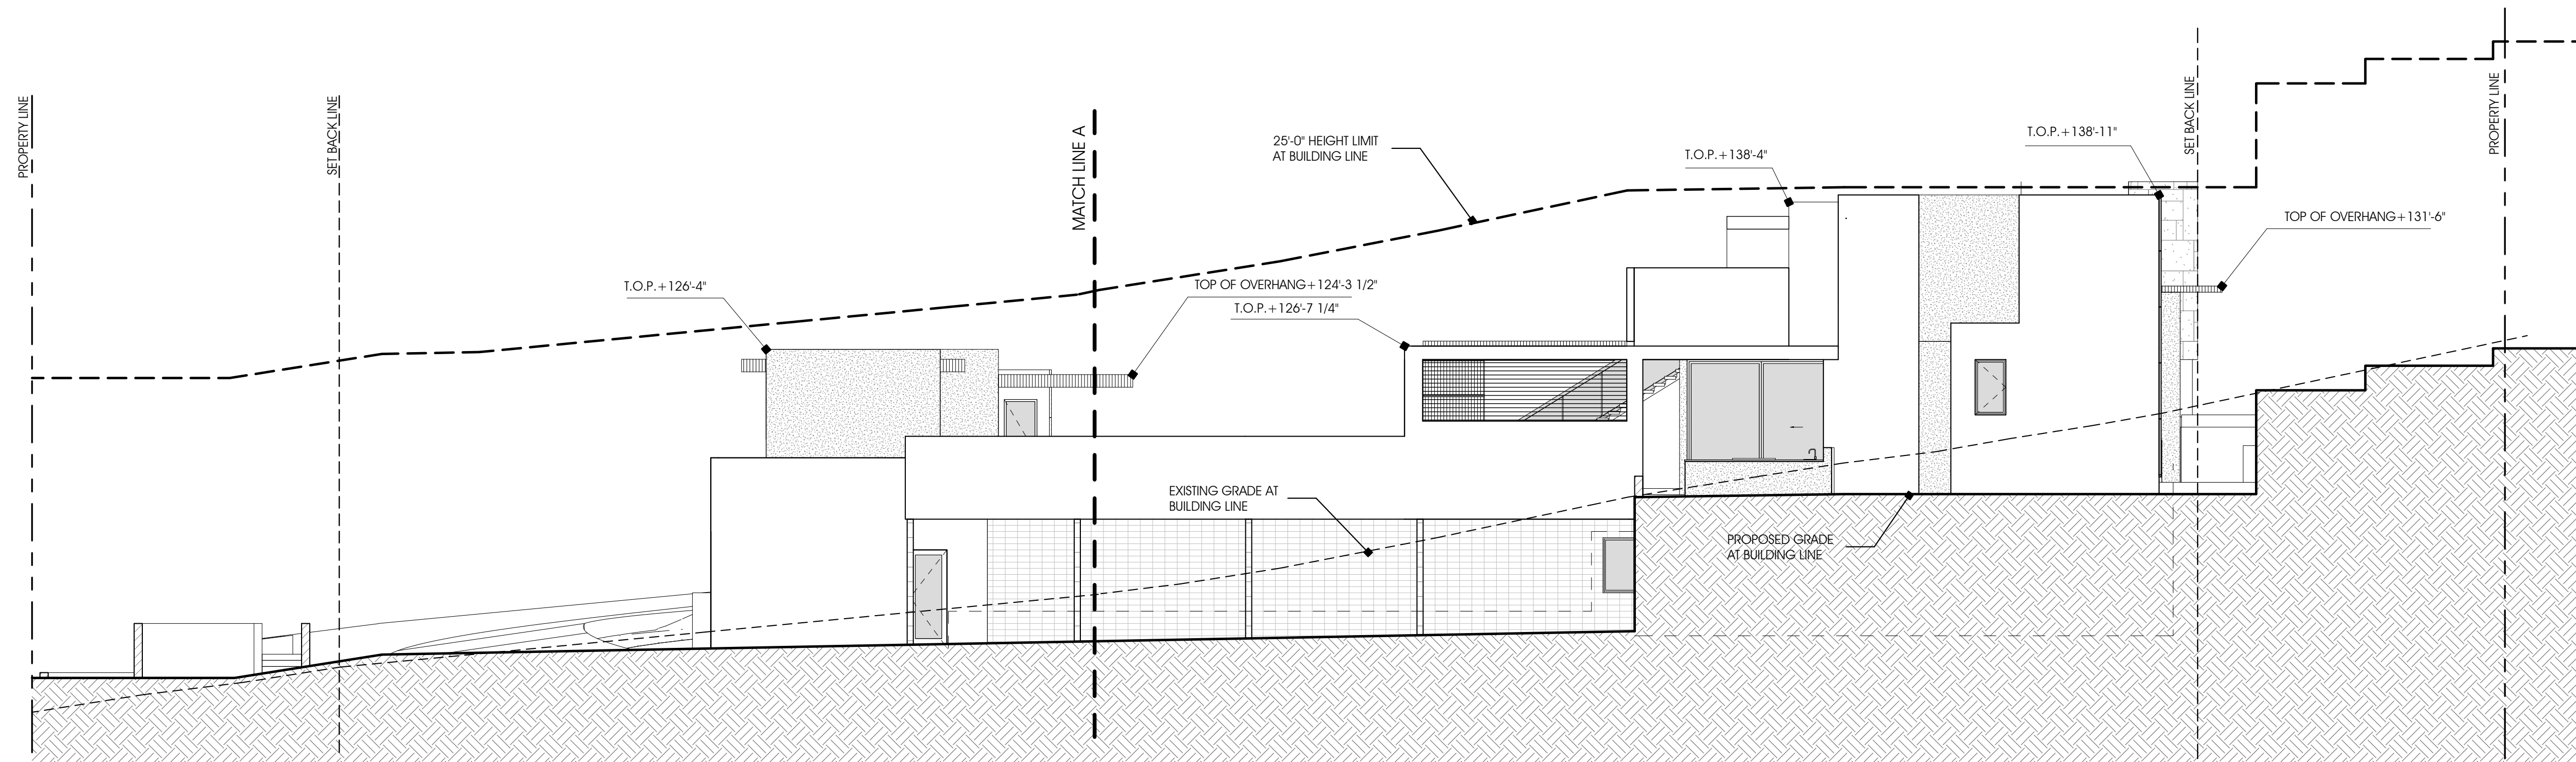 PROPERTY LINE
SET BACK LINE
MATCH LINE A
25'-0" HEIGHT LIMIT
AT BUILDING LINE
T.O.P.+138'-4"
T.O.P.+138'-11"
SET BACK LINE
PROPERTY LINE
TOP OF OVERHANG+131'-6"
T.O.P.+126'-4"
TOP OF OVERHANG+124'-3 1/2"
T.O.P.+126'-7 1/4"
EXISTING GRADE AT
BUILDING LINE
PROPOSED GRADE
AT BUILDING LINE